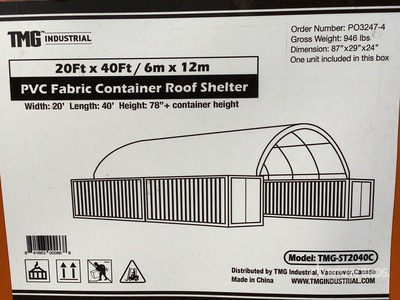 TMG INDUSTRIAL
Order Number: PO3247-4
Gross Weight: 946 lbs
Dimension: 87"×29"×24"
One unit included in this box
20Ft x 40Ft / 6m x 12m
PVC Fabric Container Roof Shelter
Width: 20' Length: 40' Height: 78"+ container height
Model: TMG-ST2040C
Distributed by TMG Industrial, Vancouver, Canada
Made in China
WWW.TMGINDUSTRIAL.COM